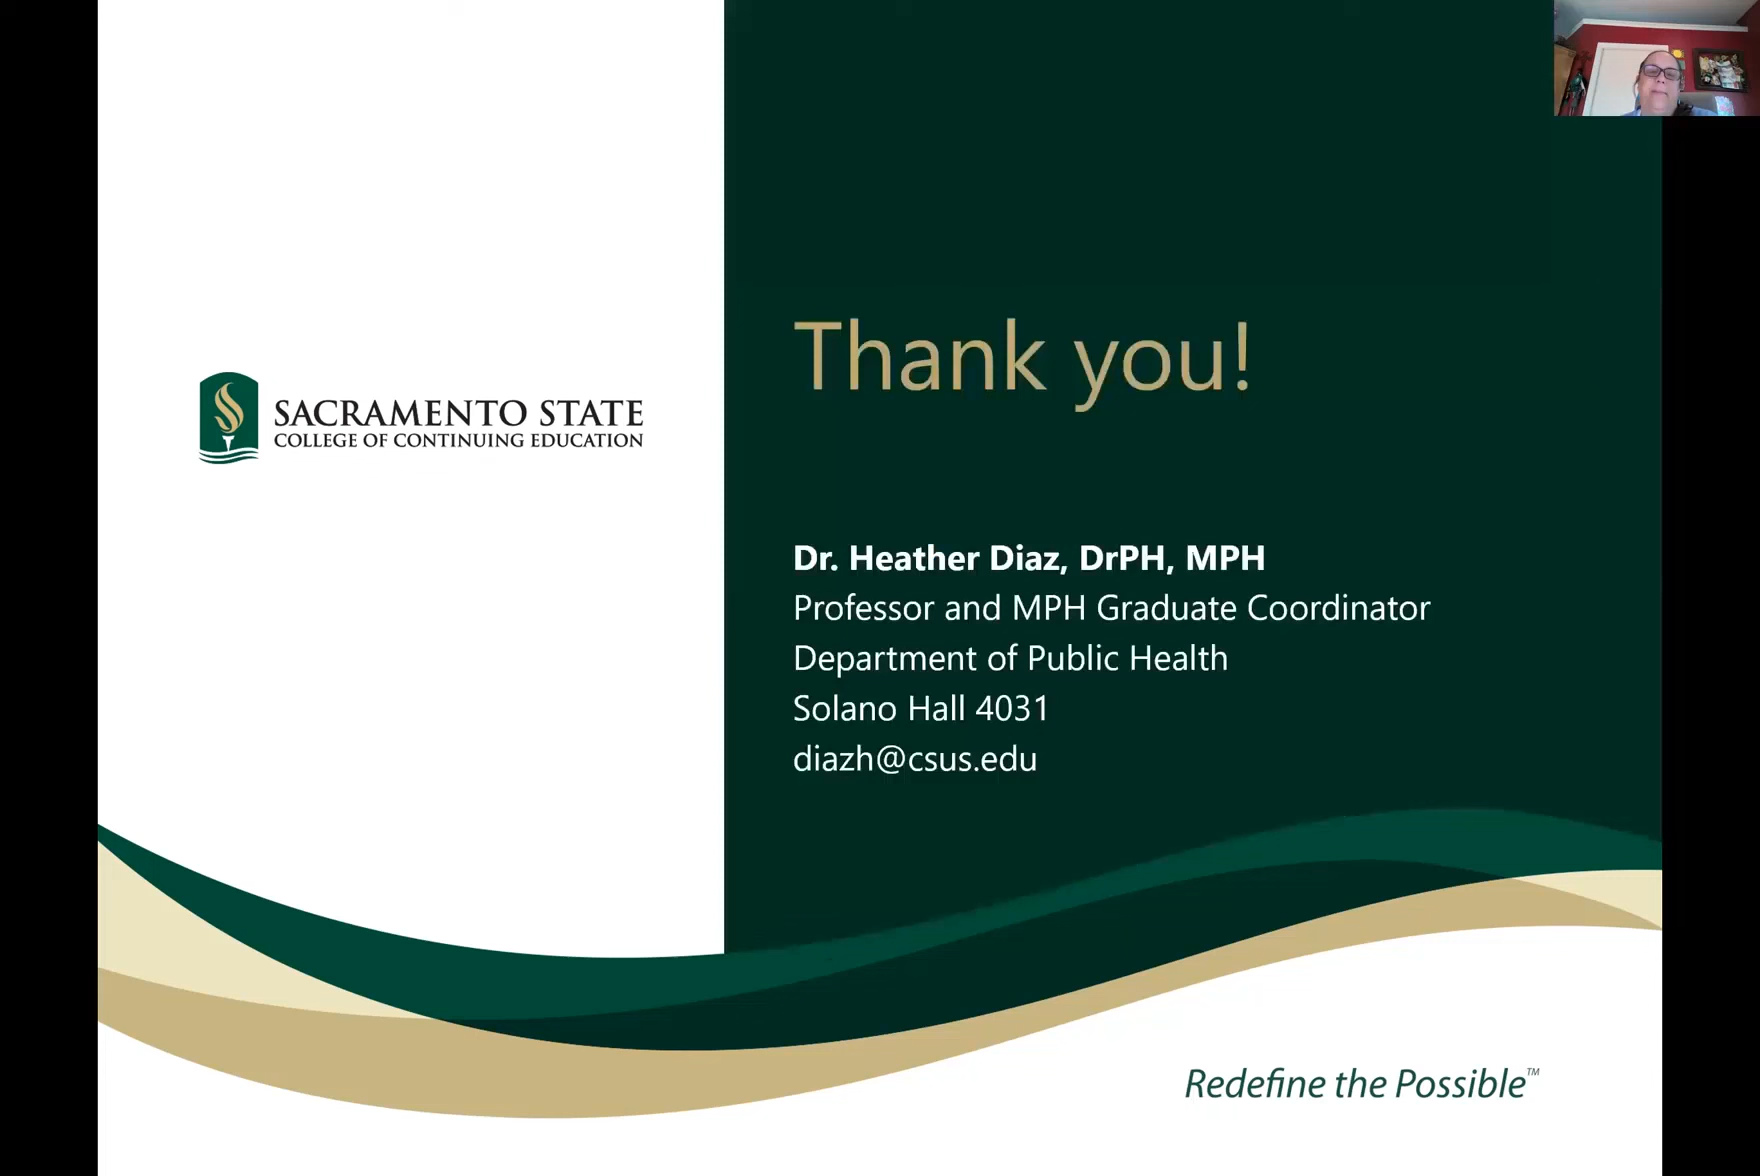 SACRAMENTO STATE
COLLEGE OF CONTINUING EDUCATION
Thank you!
Dr. Heather Diaz, DrPH, MPH
Professor and MPH Graduate Coordinator
Department of Public Health
Solano Hall 4031
diazh@csus.edu
Redefine the Possible™